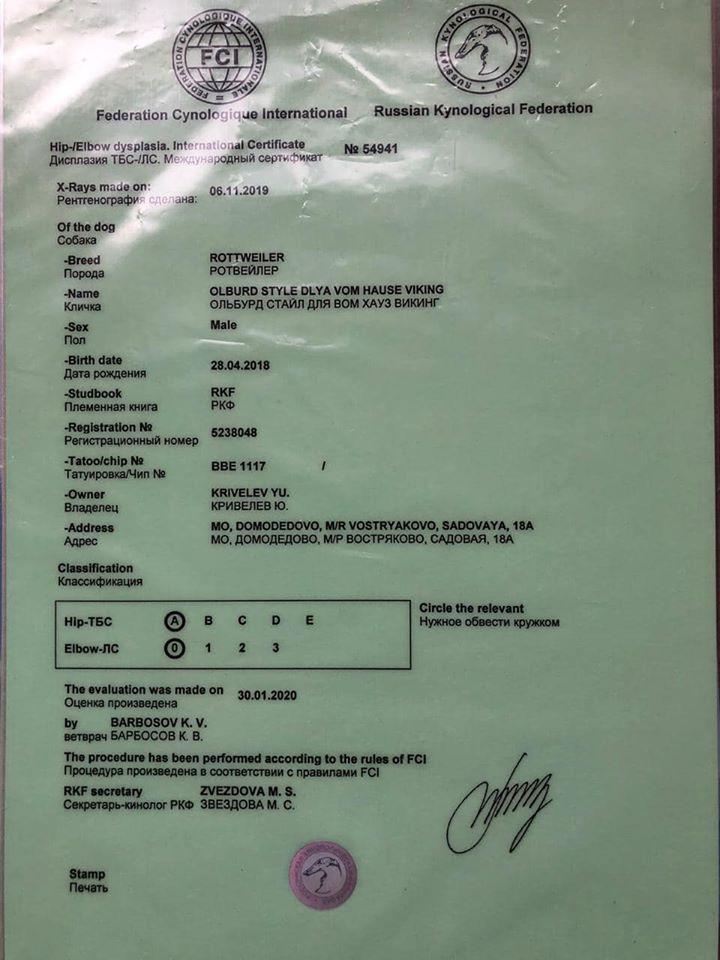 FEDERATION CYNOLOGIQUE INTERNATIONALE
FCI
RUSSIAN KYNOLOGICAL FEDERATION
Federation Cynologique International
Russian Kynological Federation
Hip-/Elbow dysplasia. International Certificate № 54941
Дисплазия ТБС-/ЛС. Международный сертификат
X-Rays made on: 06.11.2019
Рентгенография сделана:
Of the dog
Собака
-Breed ROTTWEILER
Порода РОТВЕЙЛЕР
-Name OLBURD STYLE DLYA VOM HAUSE VIKING
Кличка ОЛЬБУРД СТАЙЛ ДЛЯ ВОМ ХАУЗ ВИКИНГ
-Sex Male
Пол
-Birth date 28.04.2018
Дата рождения
-Studbook RKF
Племенная книга РКФ
-Registration № 5238048
Регистрационный номер
-Tatoo/chip № BBE 1117 /
Татуировка/Чип №
-Owner KRIVELEV YU.
Владелец КРИВЕЛЕВ Ю.
-Address MO, DOMODEDOVO, M/R VOSTRYAKOVO, SADOVAYA, 18A
Адрес МО, ДОМОДЕДОВО, М/Р ВОСТРЯКОВО, САДОВАЯ, 18А
Classification
Классификация
Hip-ТБС A B C D E
Elbow-ЛС 0 1 2 3
Circle the relevant
Нужное обвести кружком
The evaluation was made on 30.01.2020
Оценка произведена
by BARBOSOV K. V.
ветврач БАРБОСОВ К. В.
The procedure has been performed according to the rules of FCI
Процедура произведена в соответствии с правилами FCI
RKF secretary ZVEZDOVA M. S.
Секретарь-кинолог РКФ ЗВЕЗДОВА М. С.
Stamp
Печать